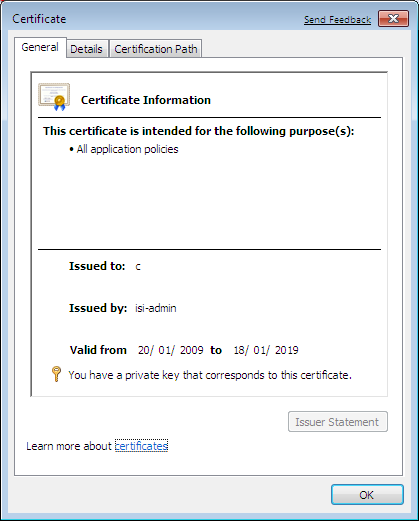 Certificate
Send Feedback
General Details Certification Path
Certificate Information
This certificate is intended for the following purpose(s):
• All application policies
Issued to: c
Issued by: isi-admin
Valid from 20/ 01/ 2009 to 18/ 01/ 2019
You have a private key that corresponds to this certificate.
Issuer Statement
Learn more about certificates
OK